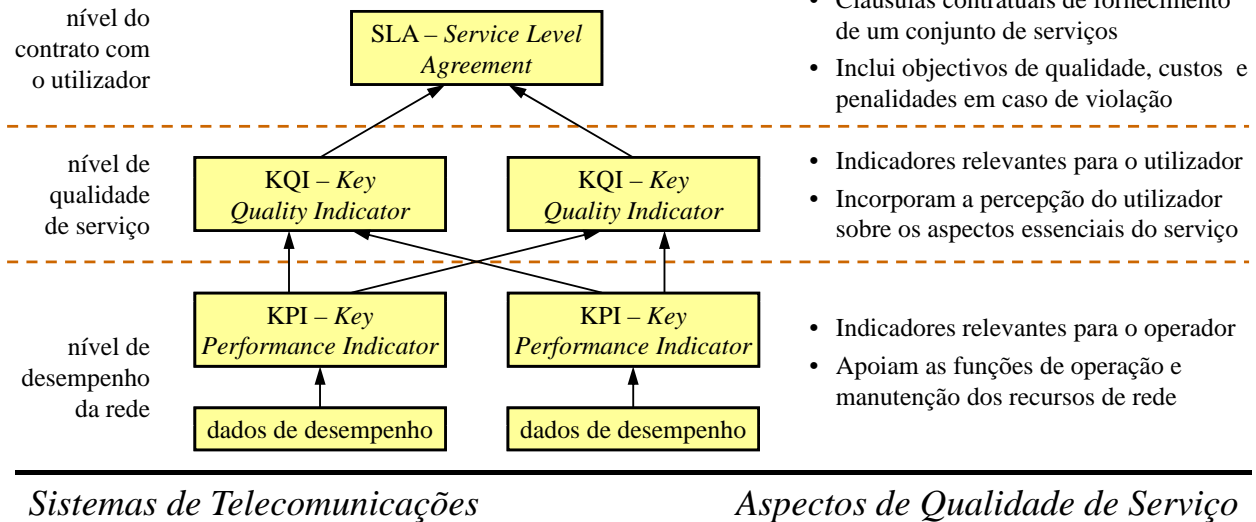 nível do
contrato com
o utilizador
SLA – Service Level
Agreement
• Cláusulas contratuais de fornecimento
de um conjunto de serviços
• Inclui objectivos de qualidade, custos e
penalidades em caso de violação
nível de
qualidade
de serviço
KQI – Key
Quality Indicator
KQI – Key
Quality Indicator
• Indicadores relevantes para o utilizador
• Incorporam a percepção do utilizador
sobre os aspectos essenciais do serviço
nível de
desempenho
da rede
KPI – Key
Performance Indicator
KPI – Key
Performance Indicator
dados de desempenho
dados de desempenho
• Indicadores relevantes para o operador
• Apoiam as funções de operação e
manutenção dos recursos de rede
Sistemas de Telecomunicações
Aspectos de Qualidade de Serviço